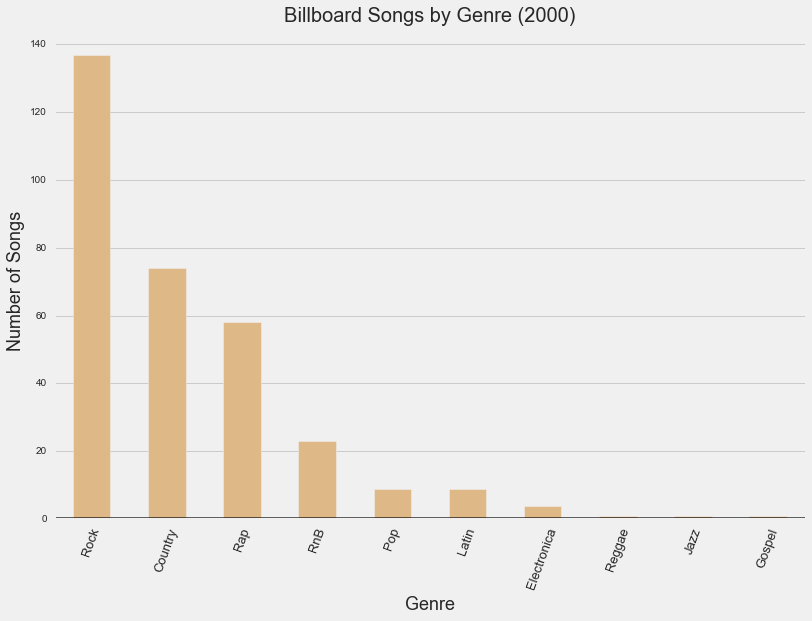 Billboard Songs by Genre (2000)
Number of Songs
140
120
100
80
60
40
20
0
Rock
Country
Rap
RnB
Pop
Latin
Electronica
Reggae
Jazz
Gospel
Genre